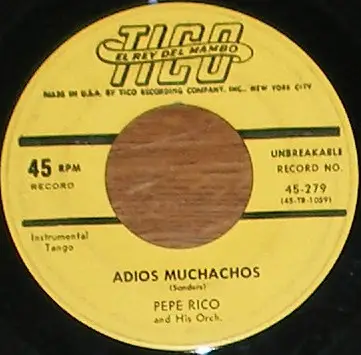 TICO
EL REY DEL MAMBO
MADE IN U.S.A. BY TICO RECORDING COMPANY, INC., NEW YORK CITY
45 RPM
RECORD
UNBREAKABLE
RECORD NO.
45-279
(45-TR-1059)
Instrumental
Tango
ADIOS MUCHACHOS
(Sanders)
PEPE RICO
and His Orch.